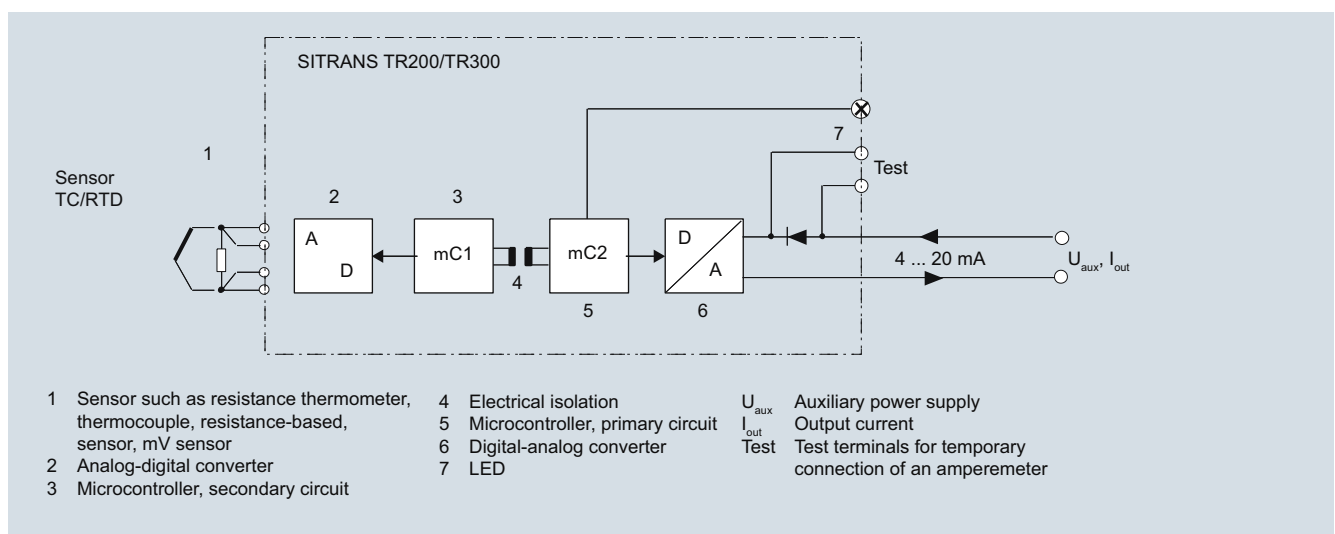 SITRANS TR200/TR300
7
Test
1
Sensor
TC/RTD
2
3
A
D
mC1
4
mC2
5
D
A
6
4 ... 20 mA
Uaux, Iout
1 Sensor such as resistance thermometer,
thermocouple, resistance-based,
sensor, mV sensor
2 Analog-digital converter
3 Microcontroller, secondary circuit
4 Electrical isolation
5 Microcontroller, primary circuit
6 Digital-analog converter
7 LED
Uaux Auxiliary power supply
Iout Output current
Test Test terminals for temporary
connection of an amperemeter